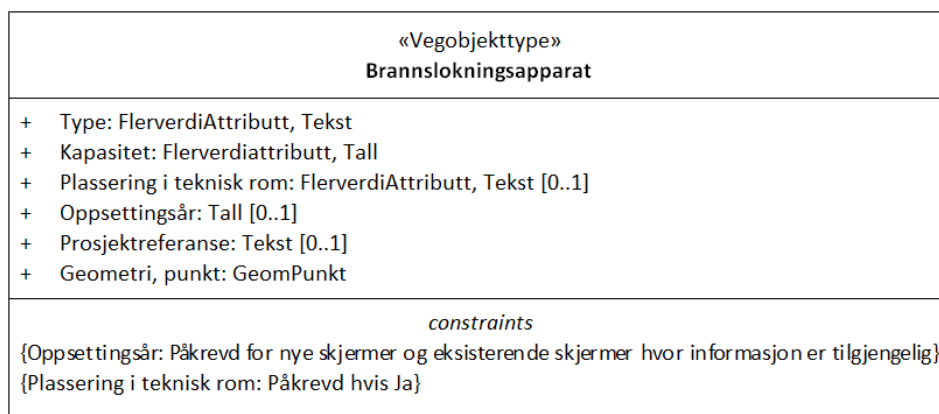 «Vegobjekttype»
Brannslokningsapparat
+ Type: FlerverdiAttributt, Tekst
+ Kapasitet: Flerverdiattributt, Tall
+ Plassering i teknisk rom: FlerverdiAttributt, Tekst [0..1]
+ Oppsettingsår: Tall [0..1]
+ Prosjektreferanse: Tekst [0..1]
+ Geometri, punkt: GeomPunkt
constraints
{Oppsettingsår: Påkrevd for nye skjermer og eksisterende skjermer hvor informasjon er tilgjengelig}
{Plassering i teknisk rom: Påkrevd hvis Ja}